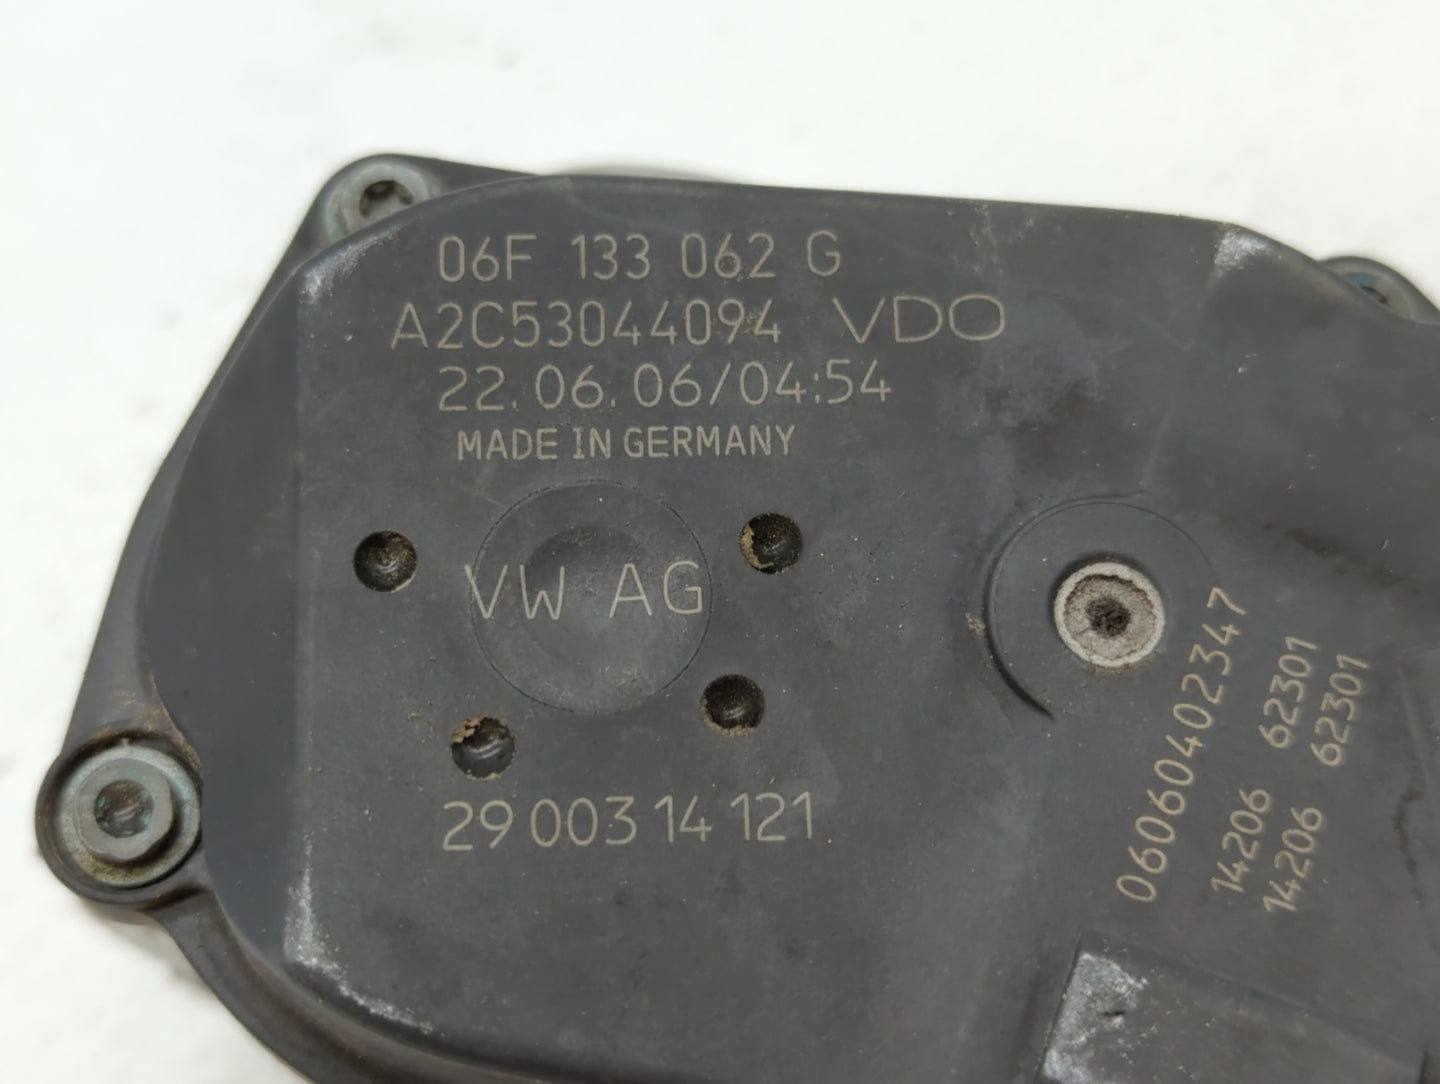 06F 133 062 G
A2C53044094 VDO
22.06.06/04:54
MADE IN GERMANY
VW AG
29 003 14 121
06060402347
14206 62301
14206 62301